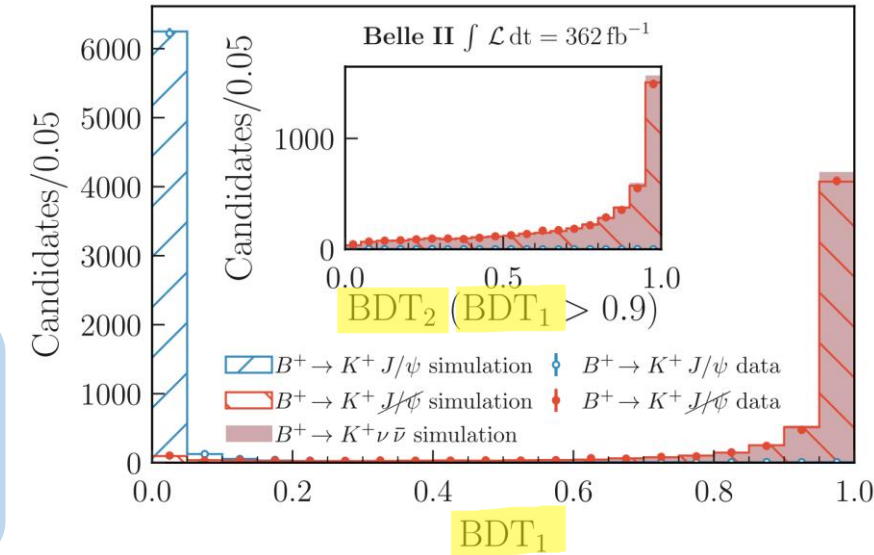 Belle II ∫ ℒ dt = 362 fb⁻¹
Candidates/0.05
6000
5000
4000
3000
2000
1000
0
Candidates/0.05
1000
0
0.0 0.5 1.0
BDT₂ (BDT₁ > 0.9)
B⁺ → K⁺ J/ψ simulation B⁺ → K⁺ J/ψ data
B⁺ → K⁺ J̸/̸ψ̸ simulation B⁺ → K⁺ J̸/̸ψ̸ data
B⁺ → K⁺ ν ν̄ simulation
0.0 0.2 0.4 0.6 0.8 1.0
BDT₁